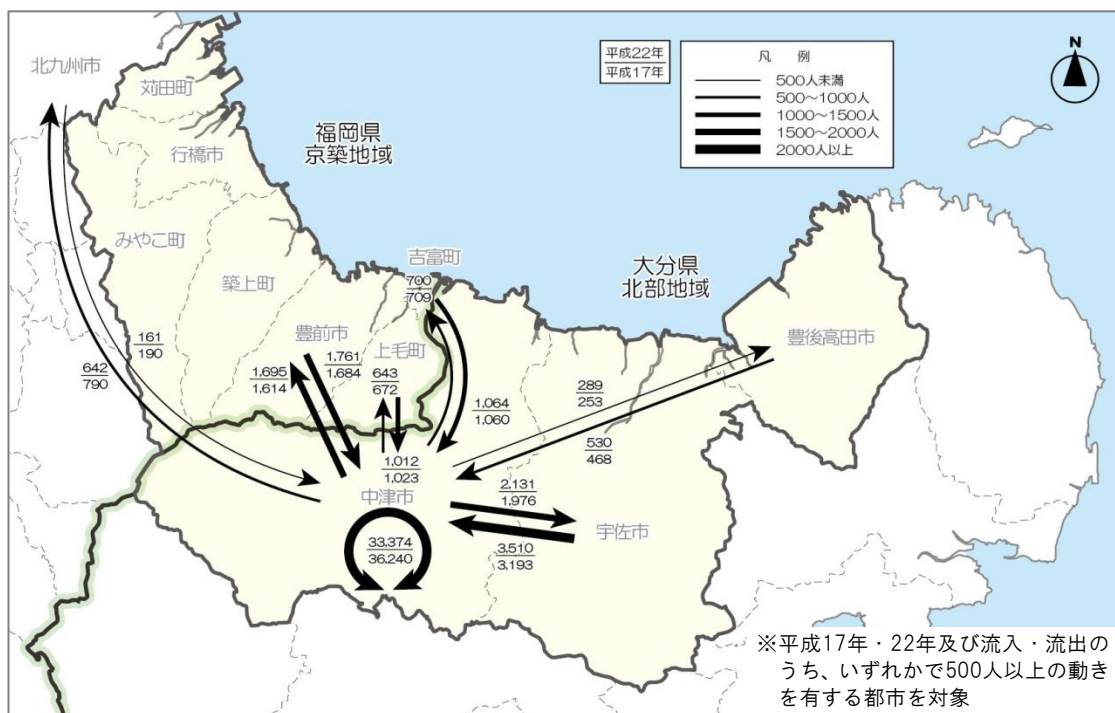 北九州市
苅田町
行橋市
みやこ町
築上町
豊前市
上毛町
吉富町
福岡県
京築地域
大分県
北部地域
豊後高田市
中津市
宇佐市
平成22年
平成17年
凡 例
500人未満
500~1000人
1000~1500人
1500~2000人
2000人以上
N
700
709
161
190
642
790
1,695
1,614
1,761
1,684
643
672
1,064
1,060
289
253
530
468
1,012
1,023
2,131
1,976
33,374
36,240
3,510
3,193
※平成17年・22年及び流入・流出の
うち、いずれかで500人以上の動き
を有する都市を対象